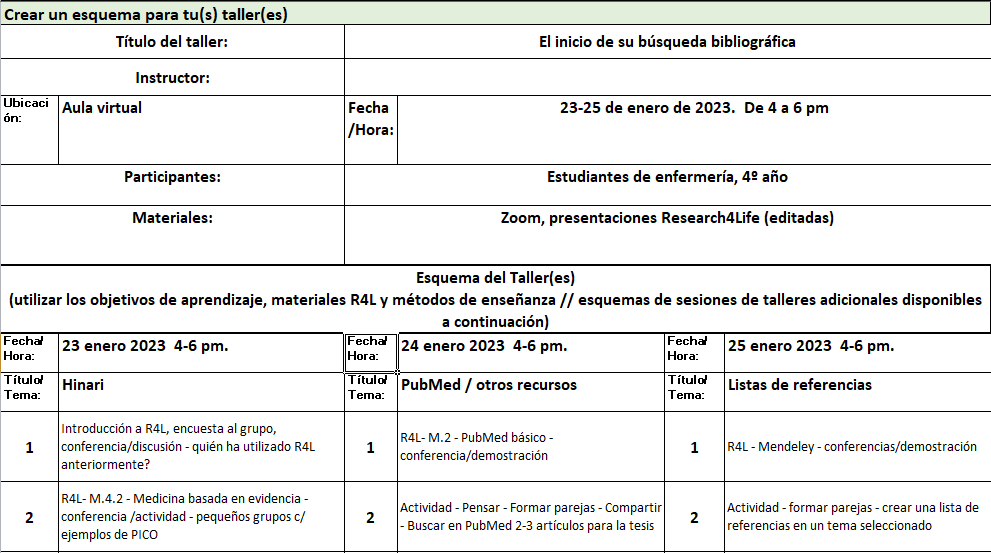 Crear un esquema para tu(s) taller(es)
Título del taller: El inicio de su búsqueda bibliográfica
Instructor:
Ubicaci
ón:
Aula virtual
Fecha
/Hora:
23-25 de enero de 2023.  De 4 a 6 pm
Participantes: Estudiantes de enfermería, 4º año
Materiales: Zoom, presentaciones Research4Life (editadas)
Esquema del Taller(es)
(utilizar los objetivos de aprendizaje, materiales R4L y métodos de enseñanza // esquemas de sesiones de talleres adicionales disponibles
a continuación)
Fecha/
Hora:
23 enero 2023  4-6 pm.
Fecha/
Hora:
24 enero 2023  4-6 pm.
Fecha/
Hora:
25 enero 2023  4-6 pm.
Título/
Tema:
Hinari
Título/
Tema:
PubMed / otros recursos
Título/
Tema:
Listas de referencias
1
Introducción a R4L, encuesta al grupo,
conferencia/discusión - quién ha utilizado R4L
anteriormente?
1
R4L- M.2 - PubMed básico -
conferencia/demostración
1
R4L - Mendeley - conferencias/demostración
2
R4L- M.4.2 - Medicina basada en evidencia -
conferencia /actividad - pequeños grupos c/
ejemplos de PICO
2
Actividad - Pensar - Formar parejas - Compartir
- Buscar en PubMed 2-3 artículos para la tesis
2
Actividad - formar parejas - crear una lista de
referencias en un tema seleccionado